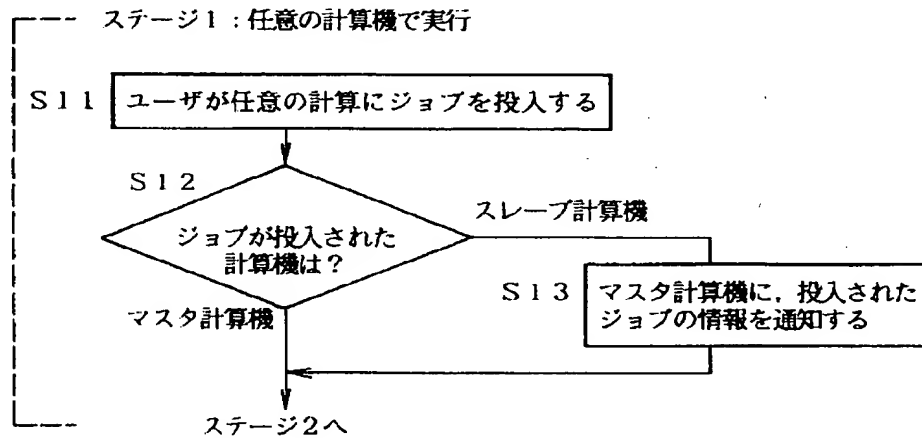 ステージ1:任意の計算機で実行
S11
ユーザが任意の計算にジョブを投入する
S12
ジョブが投入された
計算機は?
スレーブ計算機
マスタ計算機
S13
マスタ計算機に，投入された
ジョブの情報を通知する
ステージ2へ